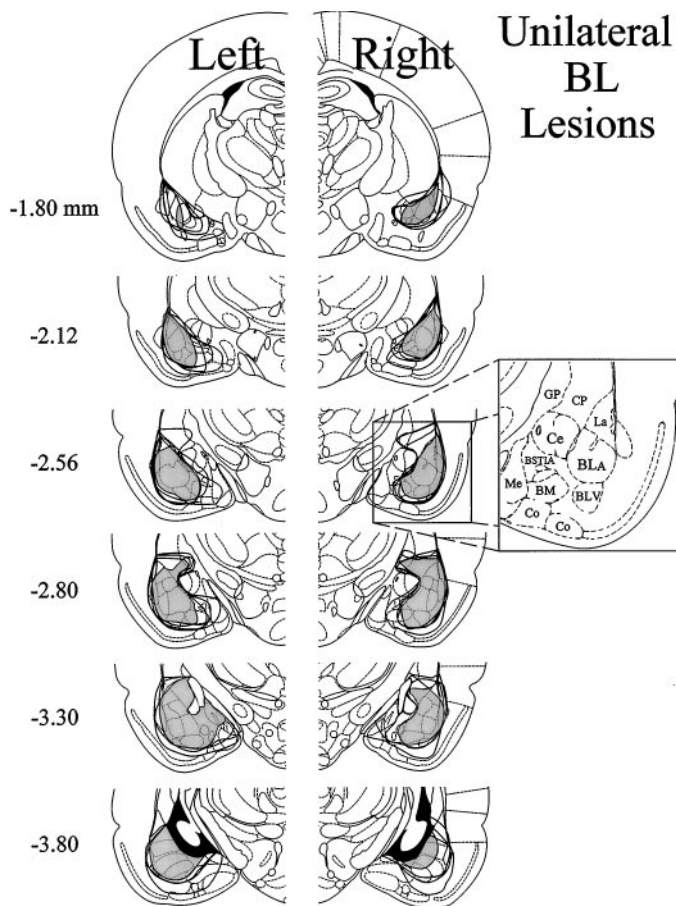 Left
Right
Unilateral
BL
Lesions
-1.80 mm
-2.12
-2.56
GP
CP
La
Ce
BSTIA
BLA
Me
BM
BLV
Co
Co
-2.80
-3.30
-3.80